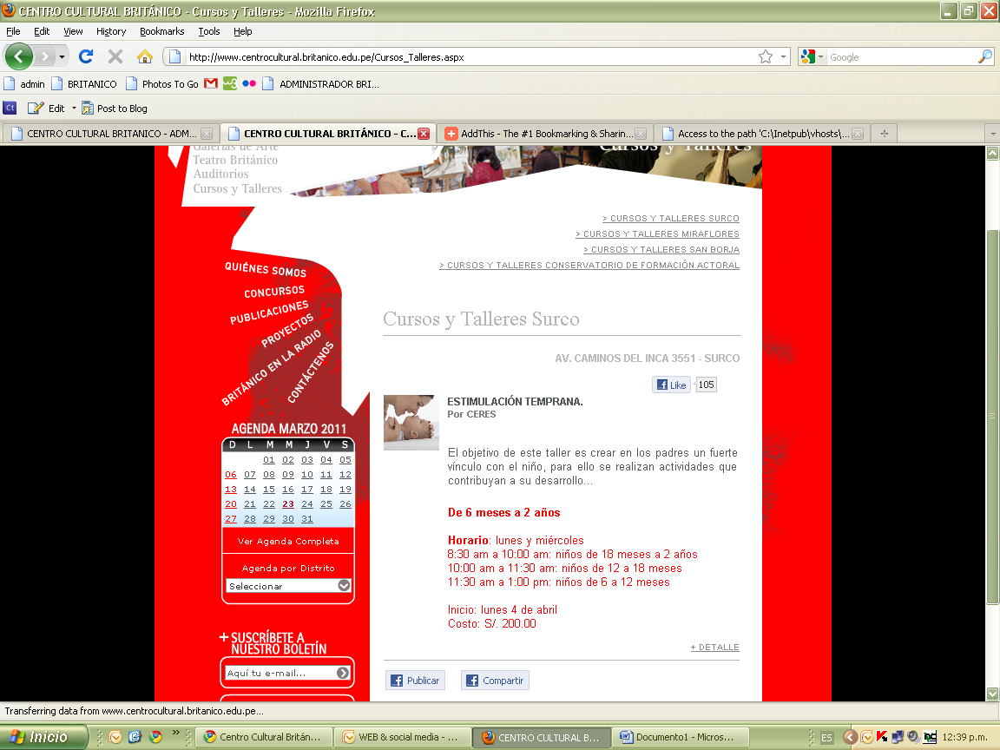 CENTRO CULTURAL BRITÁNICO - Cursos y Talleres - Mozilla Firefox
File Edit View History Bookmarks Tools Help
http://www.centrocultural.britanico.edu.pe/Cursos_Talleres.aspx
Google
admin BRITANICO Photos To Go ADMINISTRADOR BRI...
Ct Edit Post to Blog
CENTRO CULTURAL BRITANICO - ADM...
CENTRO CULTURAL BRITÁNICO - C...
AddThis - The #1 Bookmarking & Sharin...
Access to the path 'C:\Inetpub\vhosts\...
Galerías de Arte
Teatro Británico
Auditorios
Cursos y Talleres
Cursos y Talleres
> CURSOS Y TALLERES SURCO
> CURSOS Y TALLERES MIRAFLORES
> CURSOS Y TALLERES SAN BORJA
> CURSOS Y TALLERES CONSERVATORIO DE FORMACIÓN ACTORAL
QUIÉNES SOMOS
CONCURSOS
PUBLICACIONES
PROYECTOS
BRITÁNICO EN LA RADIO
CONTÁCTENOS
AGENDA MARZO 2011
D L M M J V S
01 02 03 04 05
06 07 08 09 10 11 12
13 14 15 16 17 18 19
20 21 22 23 24 25 26
27 28 29 30 31
Ver Agenda Completa
Agenda por Distrito
Seleccionar
+ SUSCRÍBETE A
NUESTRO BOLETÍN
Aquí tu e-mail...
Cursos y Talleres Surco
AV. CAMINOS DEL INCA 3551 - SURCO
Like 105
ESTIMULACIÓN TEMPRANA.
Por CERES
El objetivo de este taller es crear en los padres un fuerte
vínculo con el niño, para ello se realizan actividades que
contribuyan a su desarrollo...
De 6 meses a 2 años
Horario: lunes y miércoles
8:30 am a 10:00 am: niños de 18 meses a 2 años
10:00 am a 11:30 am: niños de 12 a 18 meses
11:30 am a 1:00 pm: niños de 6 a 12 meses
Inicio: lunes 4 de abril
Costo: S/. 200.00
+ DETALLE
Publicar Compartir
Transferring data from www.centrocultural.britanico.edu.pe...
Inicio
Centro Cultural Britán...
WEB & social media - ...
CENTRO CULTURAL B...
Documento1 - Micros...
ES
12:39 p.m.